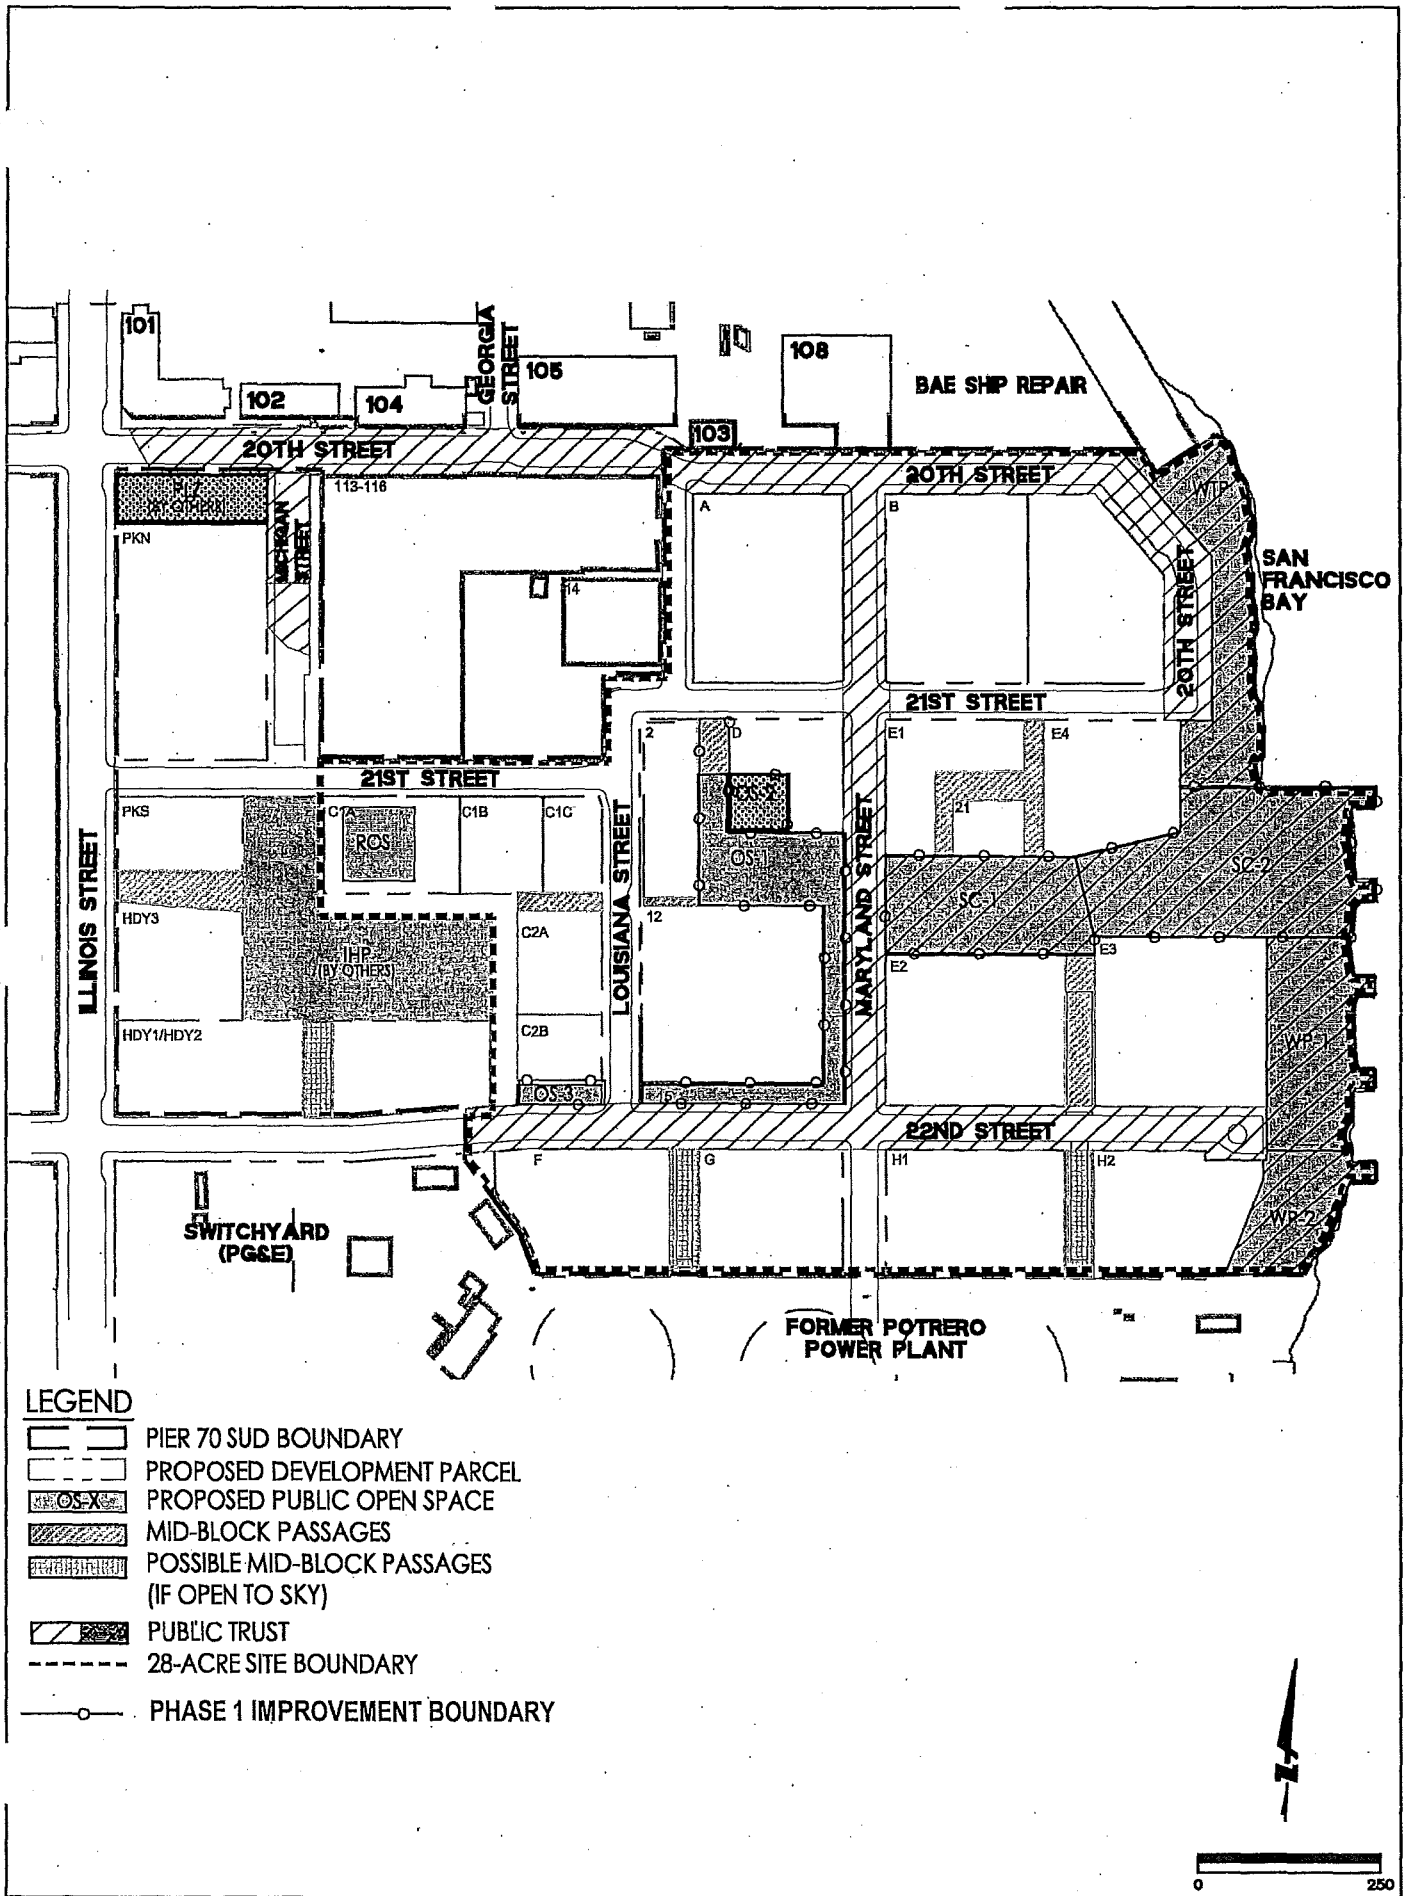 101
102
104
GEORGIA
STREET
105
103
108
BAE SHIP REPAIR
20TH STREET
20TH STREET
(BY OTHERS)
PKN
MICHIGAN
STREET
113-116
14
A
B
20TH STREET
WTP
SAN
FRANCISCO
BAY
21ST STREET
21ST STREET
ILLINOIS STREET
LOUISIANA STREET
MARYLAND STREET
PKS
C1A
ROS
C1B
C1C
2
D
OS-1
E1
E4
21
SC-1
SC-2
HDY3
IHP
(BY OTHERS)
C2A
12
E2
E3
HDY1/HDY2
C2B
OS-3
15
WP-1
22ND STREET
F
G
H1
H2
WP-2
SWITCHYARD
(PG&E)
FORMER POTRERO
POWER PLANT
LEGEND
PIER 70 SUD BOUNDARY
PROPOSED DEVELOPMENT PARCEL
OS-X PROPOSED PUBLIC OPEN SPACE
MID-BLOCK PASSAGES
POSSIBLE MID-BLOCK PASSAGES
(IF OPEN TO SKY)
PUBLIC TRUST
28-ACRE SITE BOUNDARY
PHASE 1 IMPROVEMENT BOUNDARY
0 250